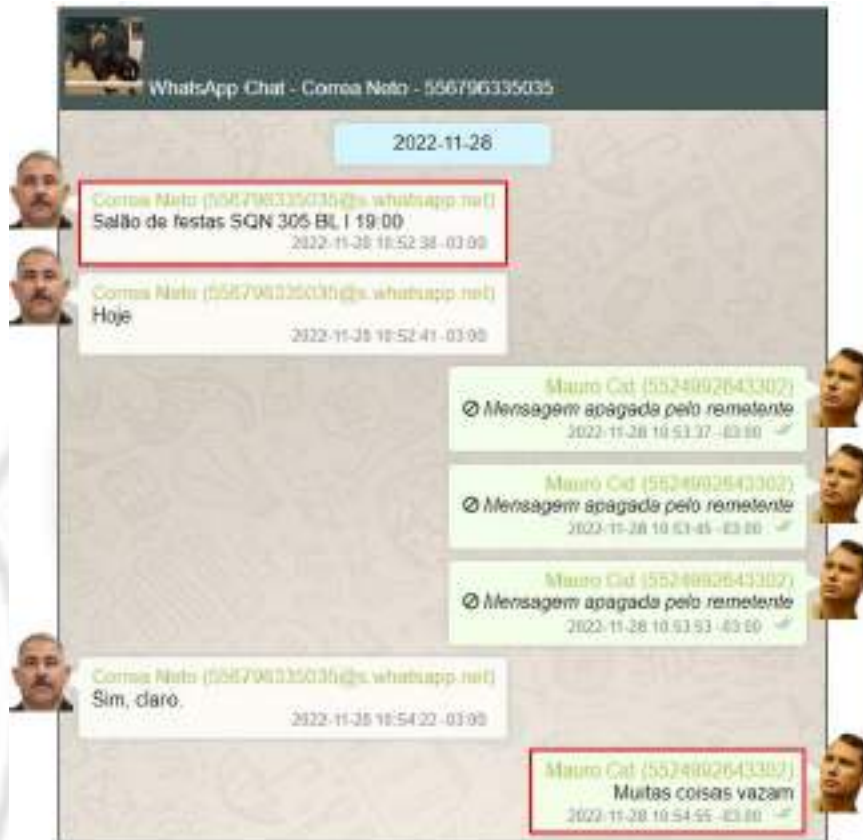 WhatsApp Chat - Correa Neto - 556796335035
2022-11-28
Correa Neto (556796335035@s.whatsapp.net)
Salão de festas SQN 305 BL I 19:00
2022-11-28 10:52:38 -03:00
Correa Neto (556796335035@s.whatsapp.net)
Hoje
2022-11-28 10:52:41 -03:00
Mauro Cid (5524992643302)
Mensagem apagada pelo remetente
2022-11-28 10:53:37 -03:00
Mauro Cid (5524992643302)
Mensagem apagada pelo remetente
2022-11-28 10:53:45 -03:00
Mauro Cid (5524992643302)
Mensagem apagada pelo remetente
2022-11-28 10:53:53 -03:00
Correa Neto (556796335035@s.whatsapp.net)
Sim, claro.
2022-11-28 10:54:22 -03:00
Mauro Cid (5524992643302)
Muitas coisas vazam
2022-11-28 10:54:55 -03:00